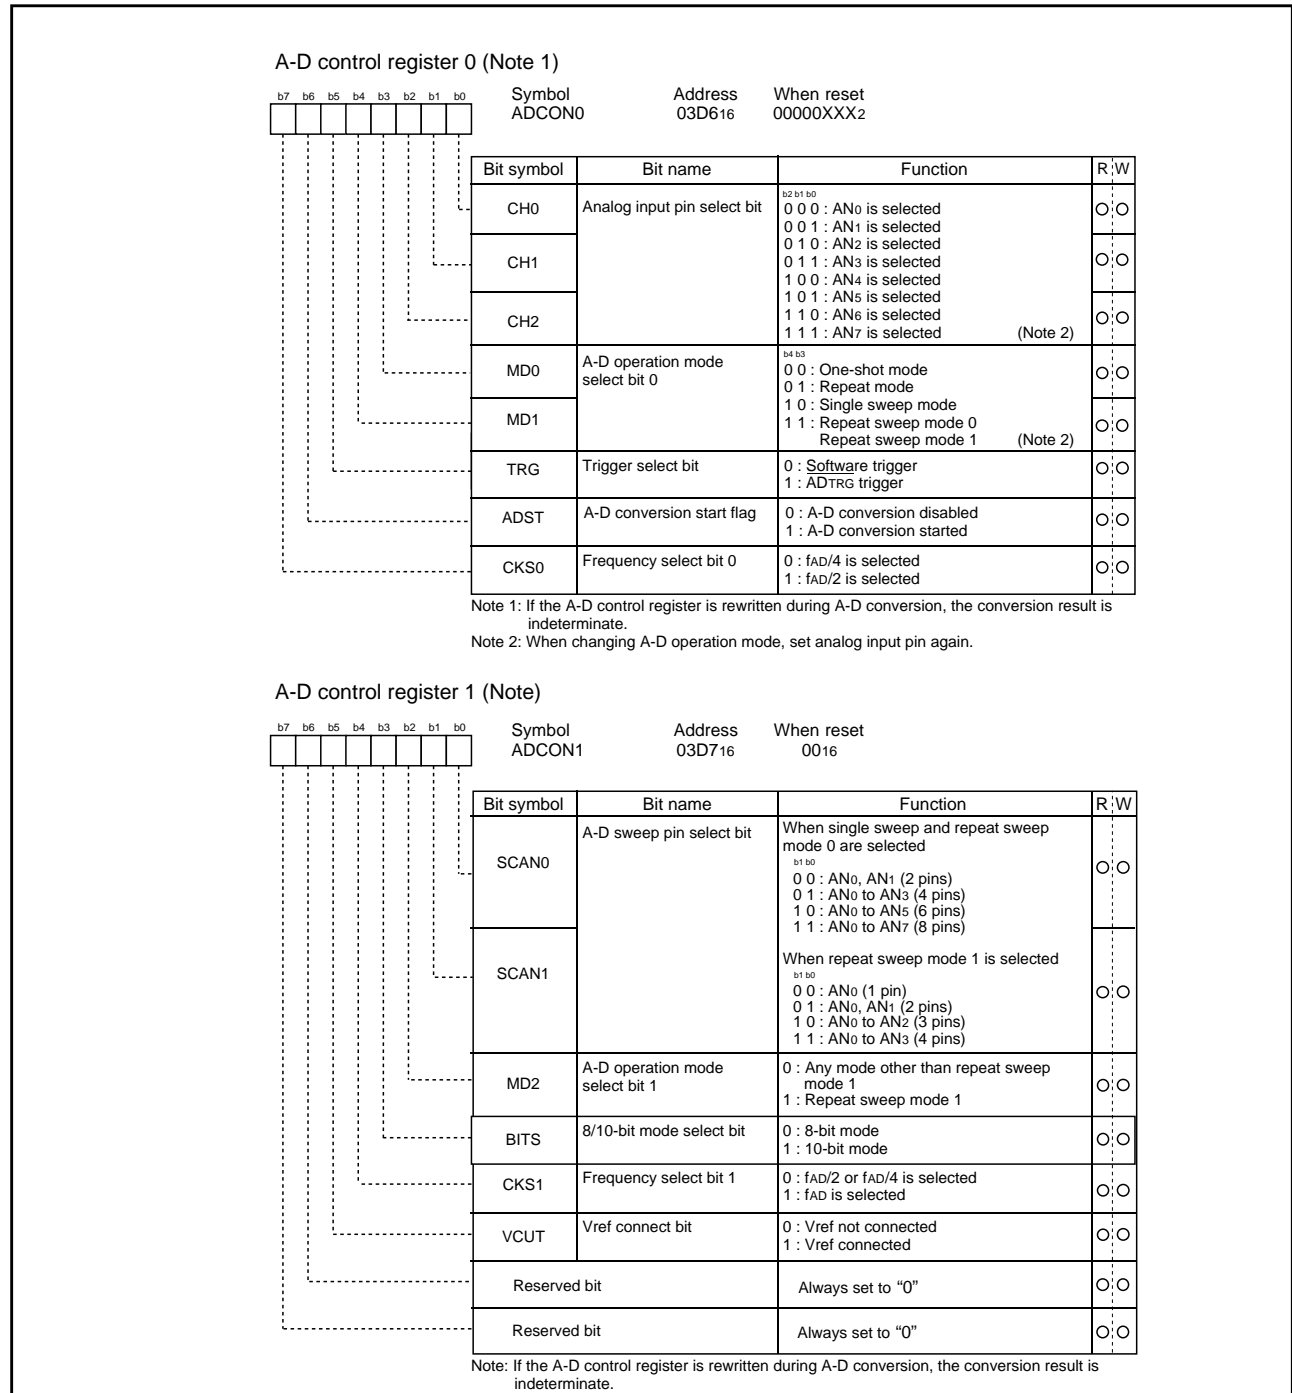 A-D control register 0 (Note 1)
b7 b6 b5 b4 b3 b2 b1 b0
Symbol Address When reset
ADCON0 03D616 00000XXX2
Bit symbol Bit name Function R W
CH0 Analog input pin select bit
b2 b1 b0
0 0 0 : AN0 is selected
0 0 1 : AN1 is selected
0 1 0 : AN2 is selected
CH1
0 1 1 : AN3 is selected
1 0 0 : AN4 is selected
1 0 1 : AN5 is selected
CH2
1 1 0 : AN6 is selected
1 1 1 : AN7 is selected (Note 2)
MD0 A-D operation mode
select bit 0
b4 b3
0 0 : One-shot mode
0 1 : Repeat mode
MD1
1 0 : Single sweep mode
1 1 : Repeat sweep mode 0
Repeat sweep mode 1 (Note 2)
TRG Trigger select bit
0 : Software trigger
1 : ADTRG trigger
ADST A-D conversion start flag
0 : A-D conversion disabled
1 : A-D conversion started
CKS0 Frequency select bit 0
0 : fAD/4 is selected
1 : fAD/2 is selected
Note 1: If the A-D control register is rewritten during A-D conversion, the conversion result is
indeterminate.
Note 2: When changing A-D operation mode, set analog input pin again.
A-D control register 1 (Note)
b7 b6 b5 b4 b3 b2 b1 b0
Symbol Address When reset
ADCON1 03D716 0016
Bit symbol Bit name Function R W
SCAN0 A-D sweep pin select bit
When single sweep and repeat sweep
mode 0 are selected
b1 b0
0 0 : AN0, AN1 (2 pins)
0 1 : AN0 to AN3 (4 pins)
1 0 : AN0 to AN5 (6 pins)
1 1 : AN0 to AN7 (8 pins)
SCAN1
When repeat sweep mode 1 is selected
b1 b0
0 0 : AN0 (1 pin)
0 1 : AN0, AN1 (2 pins)
1 0 : AN0 to AN2 (3 pins)
1 1 : AN0 to AN3 (4 pins)
MD2 A-D operation mode
select bit 1
0 : Any mode other than repeat sweep
mode 1
1 : Repeat sweep mode 1
BITS 8/10-bit mode select bit
0 : 8-bit mode
1 : 10-bit mode
CKS1 Frequency select bit 1
0 : fAD/2 or fAD/4 is selected
1 : fAD is selected
VCUT Vref connect bit
0 : Vref not connected
1 : Vref connected
Reserved bit Always set to “0”
Reserved bit Always set to “0”
Note: If the A-D control register is rewritten during A-D conversion, the conversion result is
indeterminate.